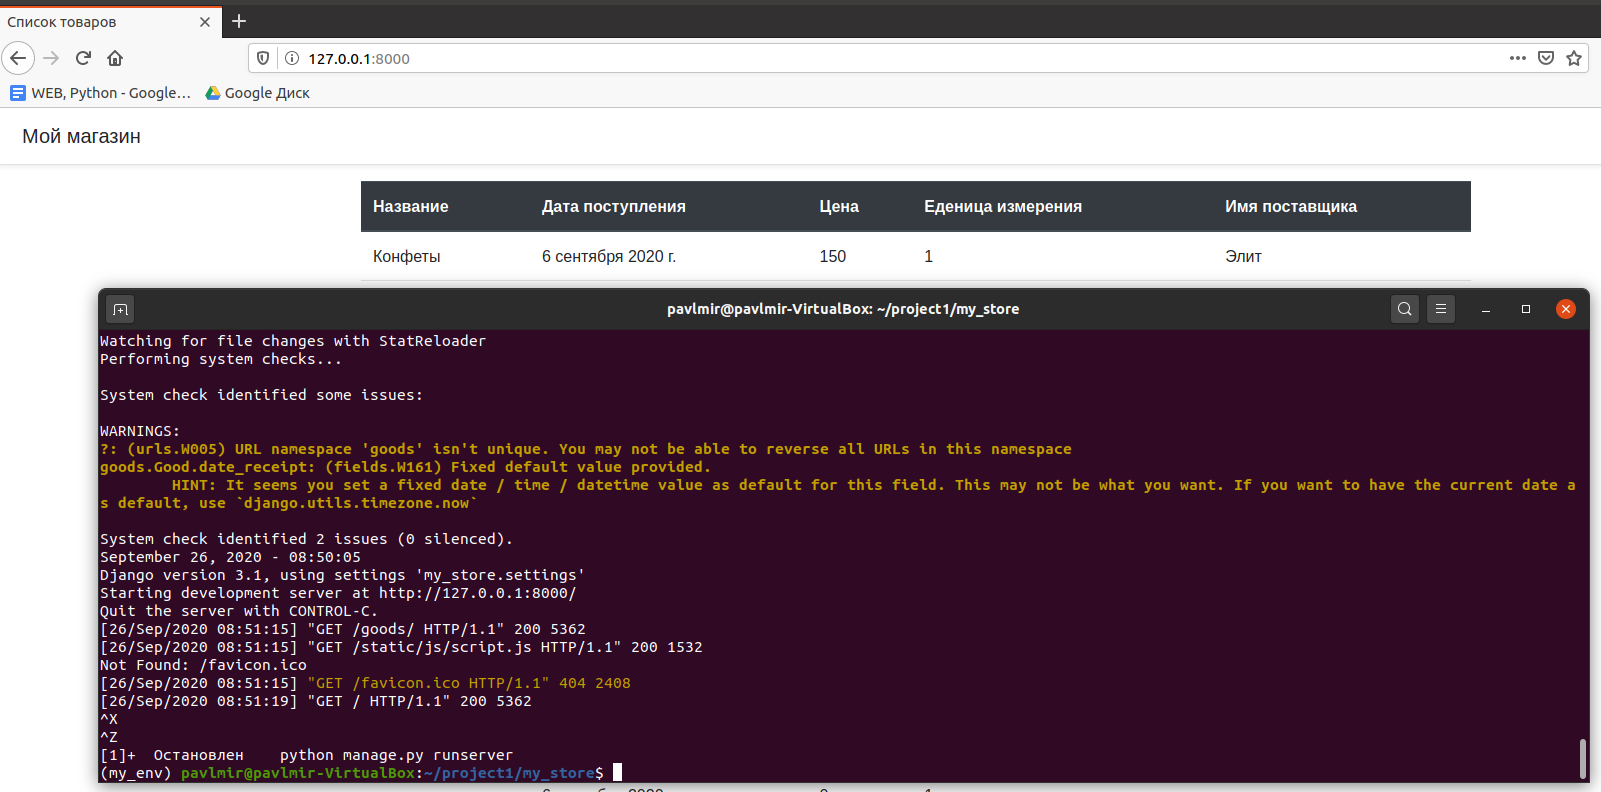 Список товаров
127.0.0.1:8000
WEB, Python - Google... Google Диск
Мой магазин
Название Дата поступления Цена Еденица измерения Имя поставщика
Конфеты 6 сентября 2020 г. 150 1 Элит
pavlmir@pavlmir-VirtualBox: ~/project1/my_store
Watching for file changes with StatReloader
Performing system checks...
System check identified some issues:
WARNINGS:
?: (urls.W005) URL namespace 'goods' isn't unique. You may not be able to reverse all URLs in this namespace
goods.Good.date_receipt: (fields.W161) Fixed default value provided.
HINT: It seems you set a fixed date / time / datetime value as default for this field. This may not be what you want. If you want to have the current date a
s default, use `django.utils.timezone.now`
System check identified 2 issues (0 silenced).
September 26, 2020 - 08:50:05
Django version 3.1, using settings 'my_store.settings'
Starting development server at http://127.0.0.1:8000/
Quit the server with CONTROL-C.
[26/Sep/2020 08:51:15] "GET /goods/ HTTP/1.1" 200 5362
[26/Sep/2020 08:51:15] "GET /static/js/script.js HTTP/1.1" 200 1532
Not Found: /favicon.ico
[26/Sep/2020 08:51:15] "GET /favicon.ico HTTP/1.1" 404 2408
[26/Sep/2020 08:51:19] "GET / HTTP/1.1" 200 5362
^X
^Z
[1]+  Остановлен    python manage.py runserver
(my_env) pavlmir@pavlmir-VirtualBox:~/project1/my_store$